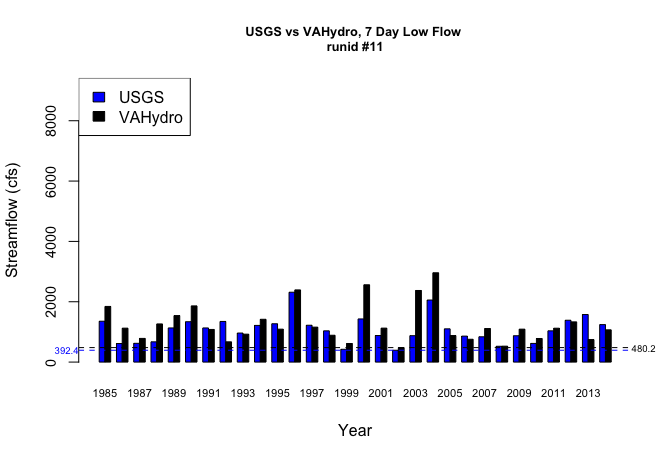 USGS vs VAHydro, 7 Day Low Flow
runid #11
USGS
VAHydro
Streamflow (cfs)
8000
6000
4000
2000
0
392.4
480.2
1985 1987 1989 1991 1993 1995 1997 1999 2001 2003 2005 2007 2009 2011 2013
Year